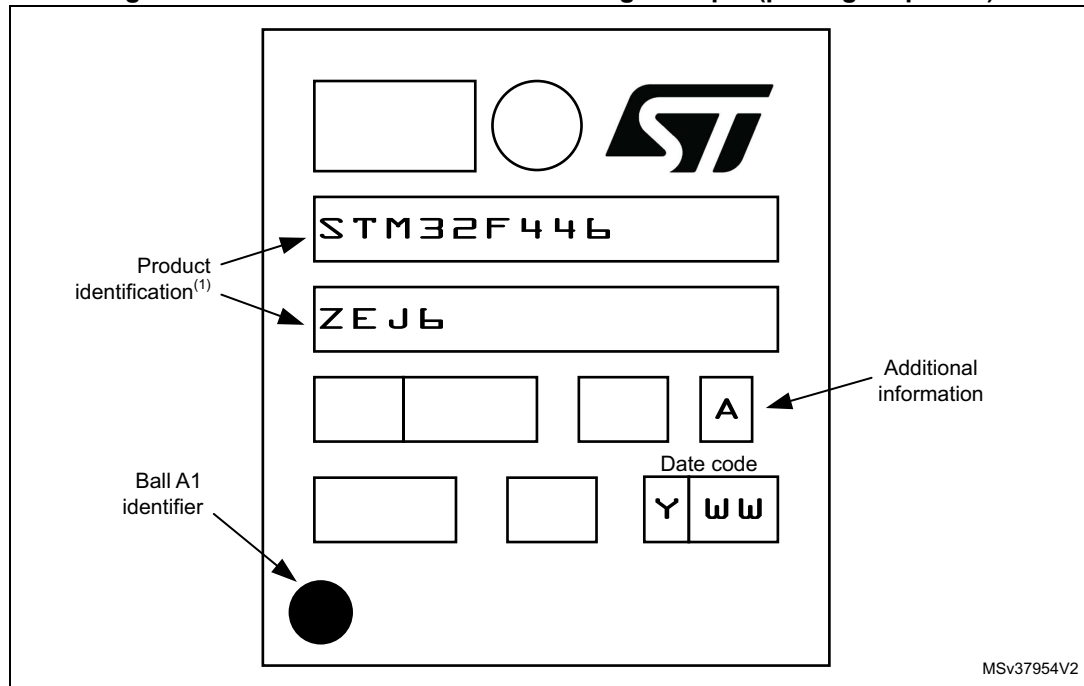 ST
STM32F446
Product
identification(1)
ZEJ6
Additional
information
A
Date code
Ball A1
identifier
Y WW
MSv37954V2